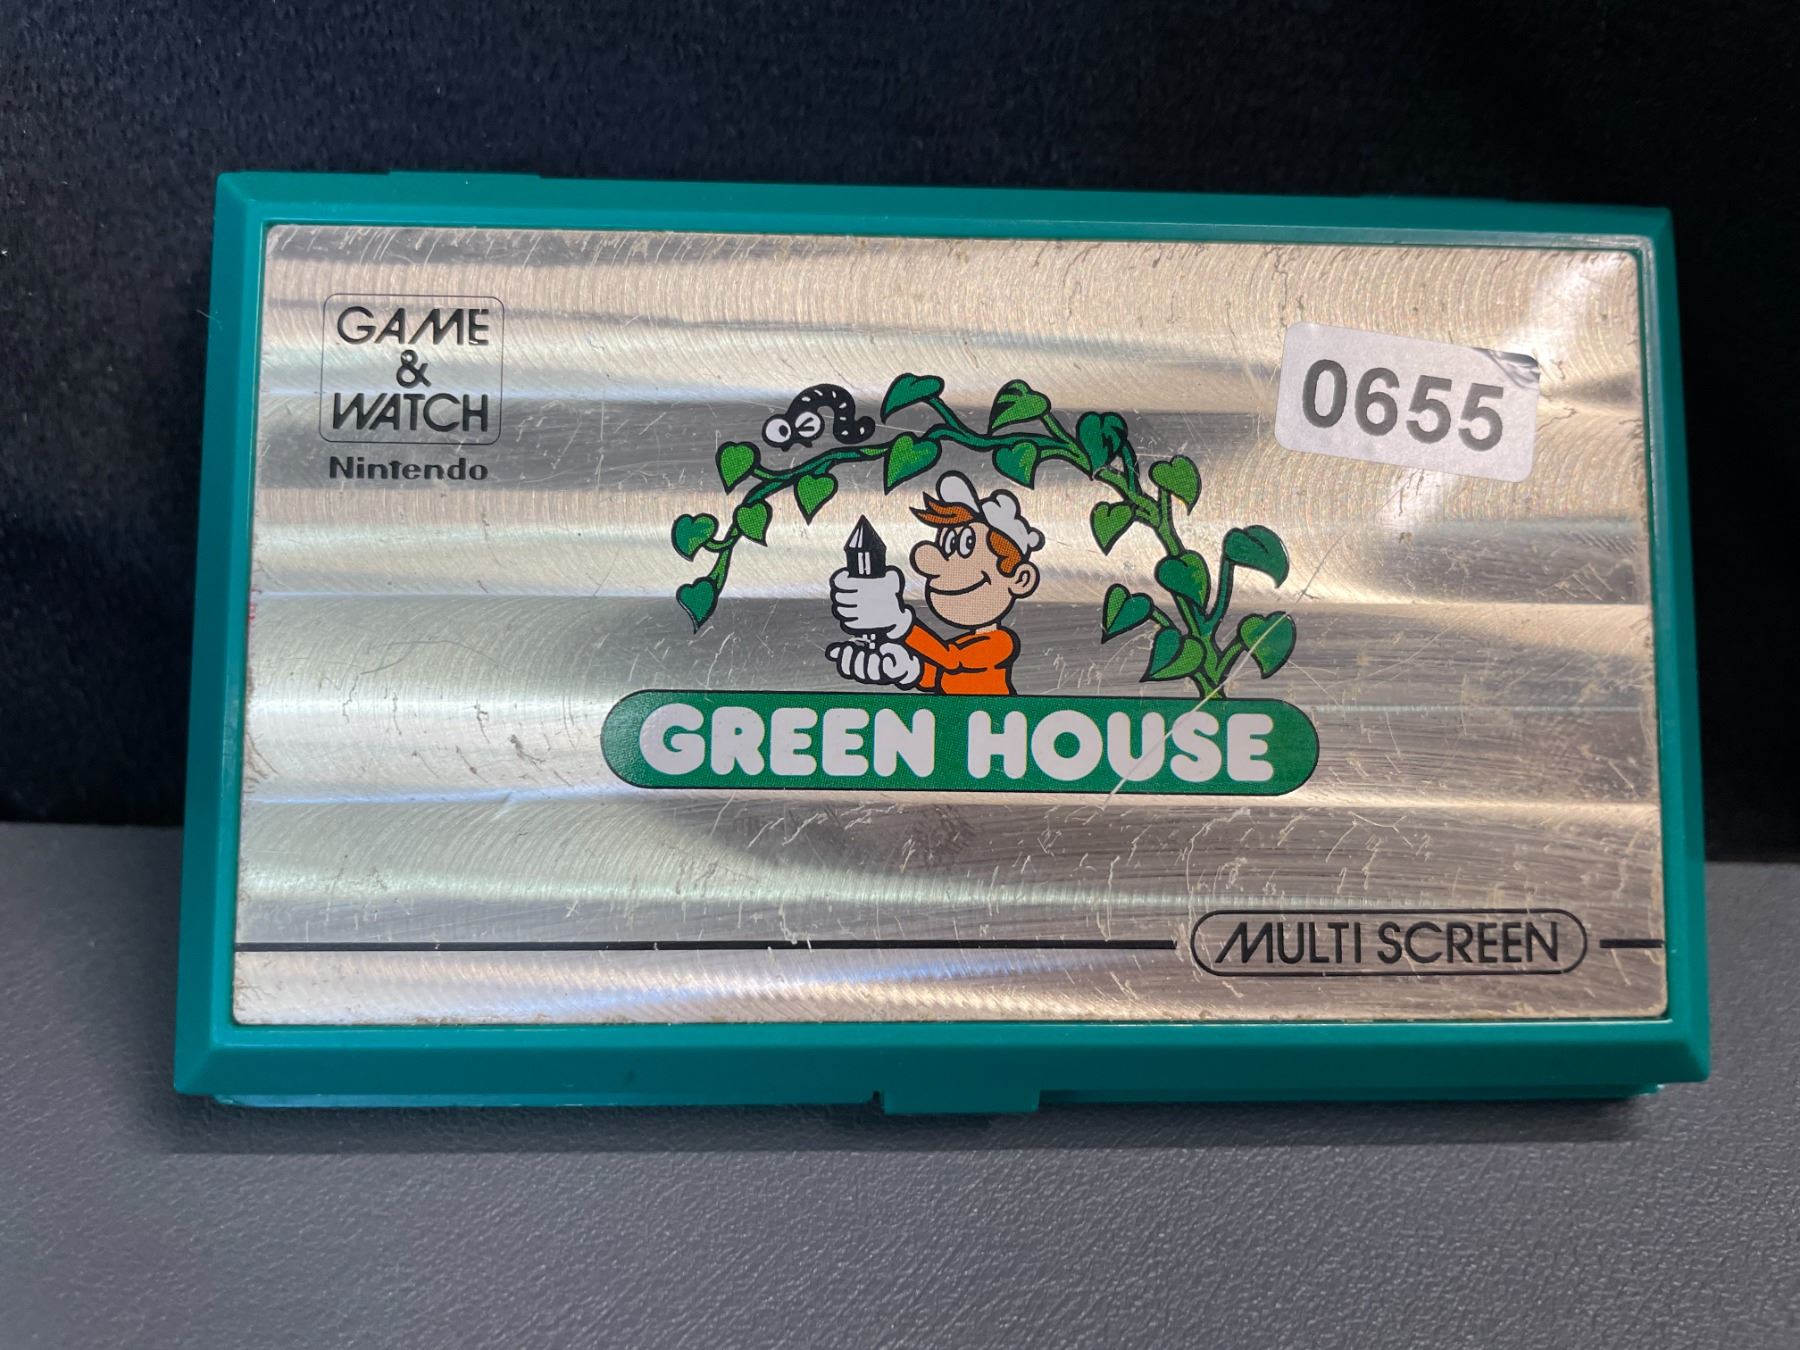 GAME
&
WATCH
Nintendo
0655
GREEN HOUSE
MULTI SCREEN